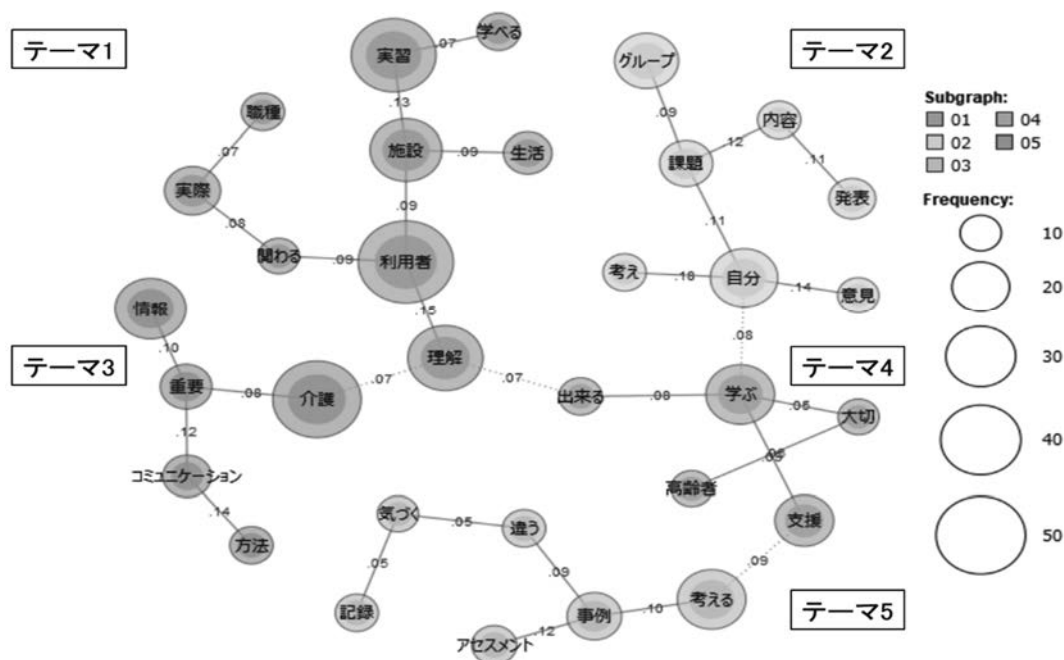 テーマ1
実習
.07
学べる
.13
職種
.07
施設
.09
生活
実際
.09
.08
関わる
.09
利用者
.15
テーマ2
グループ
.09
内容
.12
課題
.11
発表
.11
考え
.18
自分
.14
意見
.08
Subgraph:
01
04
02
05
03
Frequency:
10
20
30
40
50
テーマ3
情報
.10
重要
.08
介護
.07
理解
.07
出来る
.12
コミュニケーション
.14
方法
テーマ4
.08
学ぶ
.05
大切
高齢者
支援
.09
テーマ5
気づく
.05
違う
.05
.09
記録
事例
.10
考える
アセスメント
.12